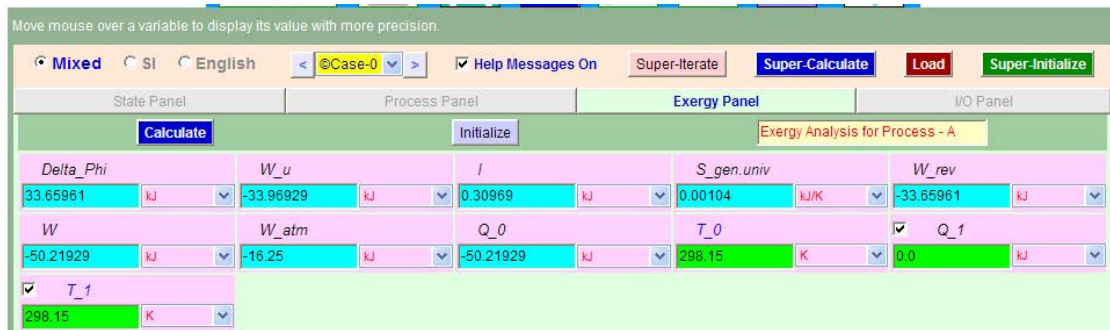 Move mouse over a variable to display its value with more precision.
Mixed SI English < ©Case-0 > Help Messages On Super-Iterate Super-Calculate Load Super-Initialize
State Panel Process Panel Exergy Panel I/O Panel
Calculate Initialize Exergy Analysis for Process - A
Delta_Phi W_u I S_gen.univ W_rev
33.65961 kJ -33.96929 kJ 0.30969 kJ 0.00104 kJ/K -33.65961 kJ
W W_atm Q_0 T_0 Q_1
-50.21929 kJ -16.25 kJ -50.21929 kJ 298.15 K 0.0 kJ
T_1
298.15 K